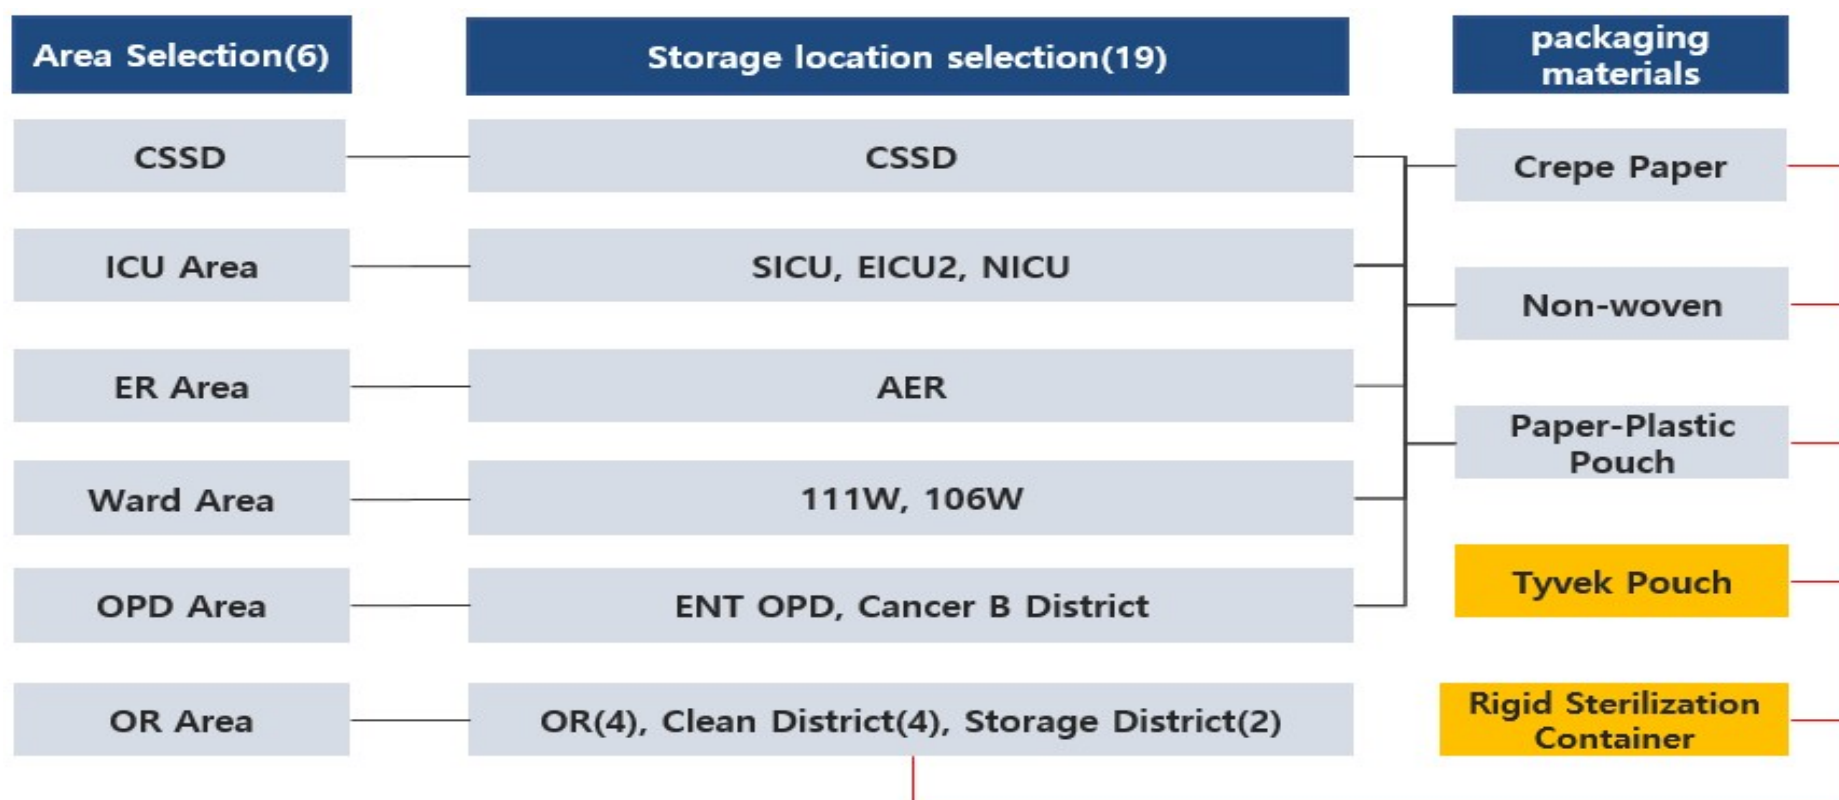 Area Selection(6)
Storage location selection(19)
packaging
materials
CSSD
CSSD
Crepe Paper
ICU Area
SICU, EICU2, NICU
Non-woven
ER Area
AER
Paper-Plastic
Pouch
Ward Area
111W, 106W
Tyvek Pouch
OPD Area
ENT OPD, Cancer B District
OR Area
OR(4), Clean District(4), Storage District(2)
Rigid Sterilization
Container